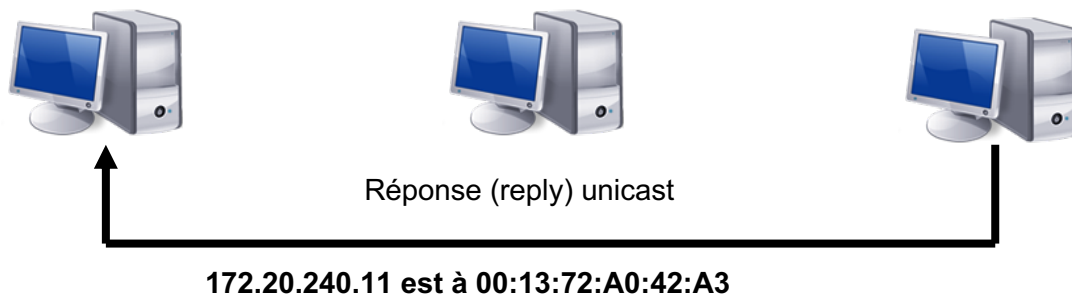 Réponse (reply) unicast
172.20.240.11 est à 00:13:72:A0:42:A3